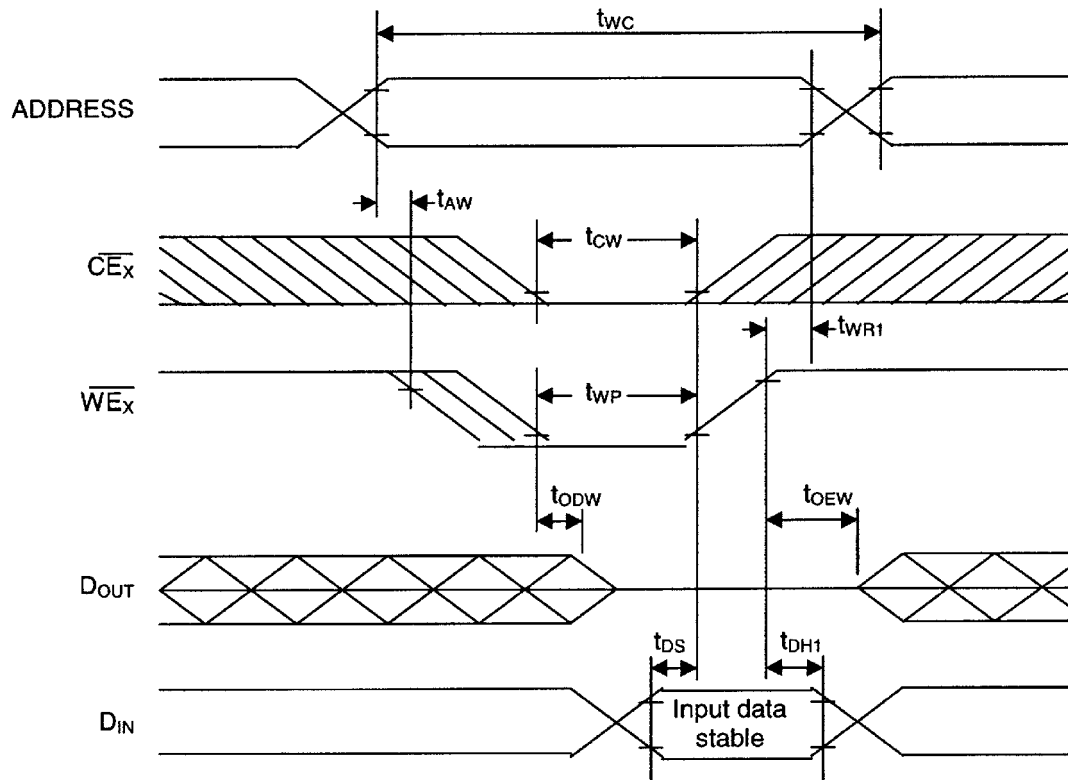 tWC
ADDRESS
tAW
tCW
CEX
tWR1
WEX
tWP
tODW
tOEW
DOUT
tDS
tDH1
DIN
Input data
stable